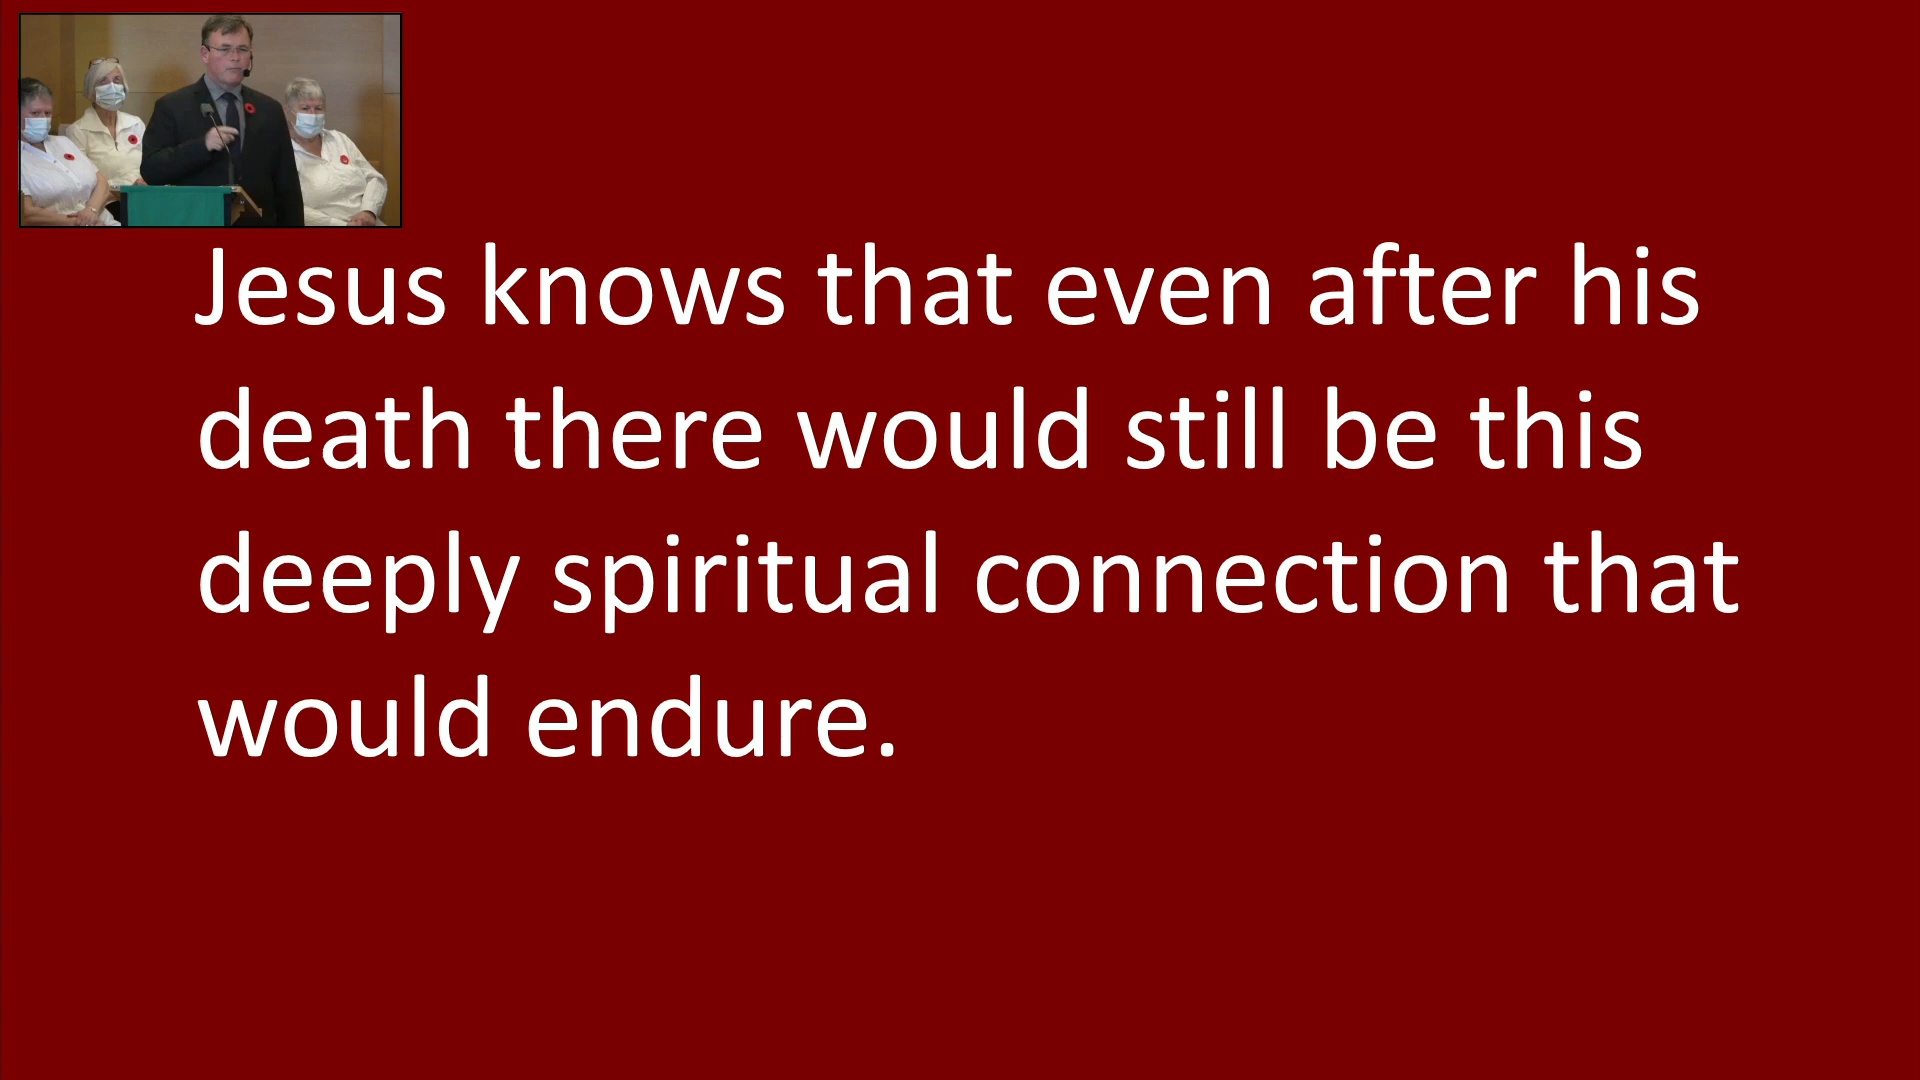 Jesus knows that even after his
death there would still be this
deeply spiritual connection that
would endure.